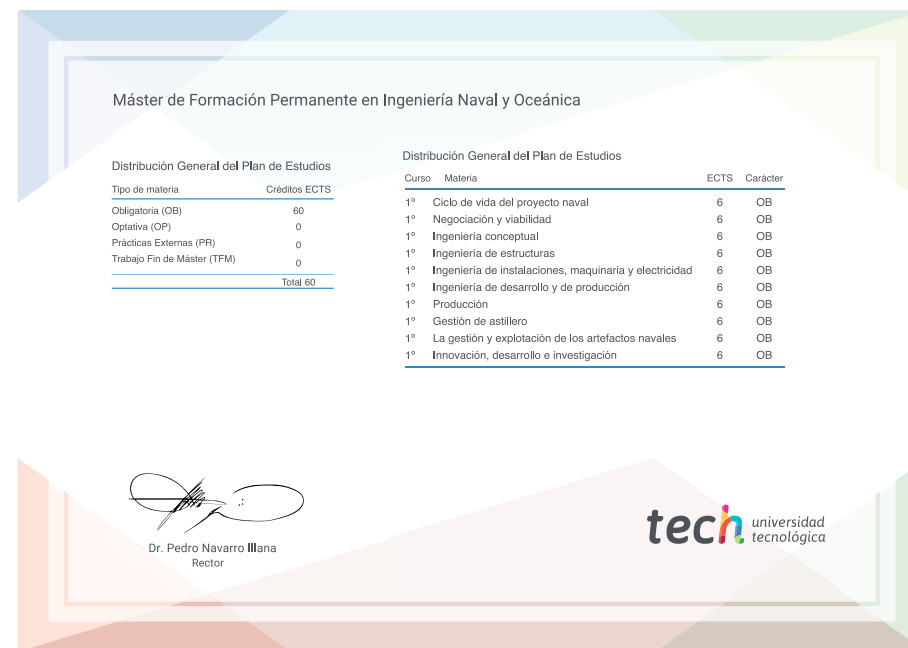 Máster de Formación Permanente en Ingeniería Naval y Oceánica
Distribución General del Plan de Estudios
Tipo de materia Créditos ECTS
Obligatoria (OB) 60
Optativa (OP) 0
Prácticas Externas (PR) 0
Trabajo Fin de Máster (TFM) 0
Total 60
Distribución General del Plan de Estudios
Curso Materia ECTS Carácter
1º Ciclo de vida del proyecto naval 6 OB
1º Negociación y viabilidad 6 OB
1º Ingeniería conceptual 6 OB
1º Ingeniería de estructuras 6 OB
1º Ingeniería de instalaciones, maquinaria y electricidad 6 OB
1º Ingeniería de desarrollo y de producción 6 OB
1º Producción 6 OB
1º Gestión de astillero 6 OB
1º La gestión y explotación de los artefactos navales 6 OB
1º Innovación, desarrollo e investigación 6 OB
Dr. Pedro Navarro Illana
Rector
tech universidad
tecnológica